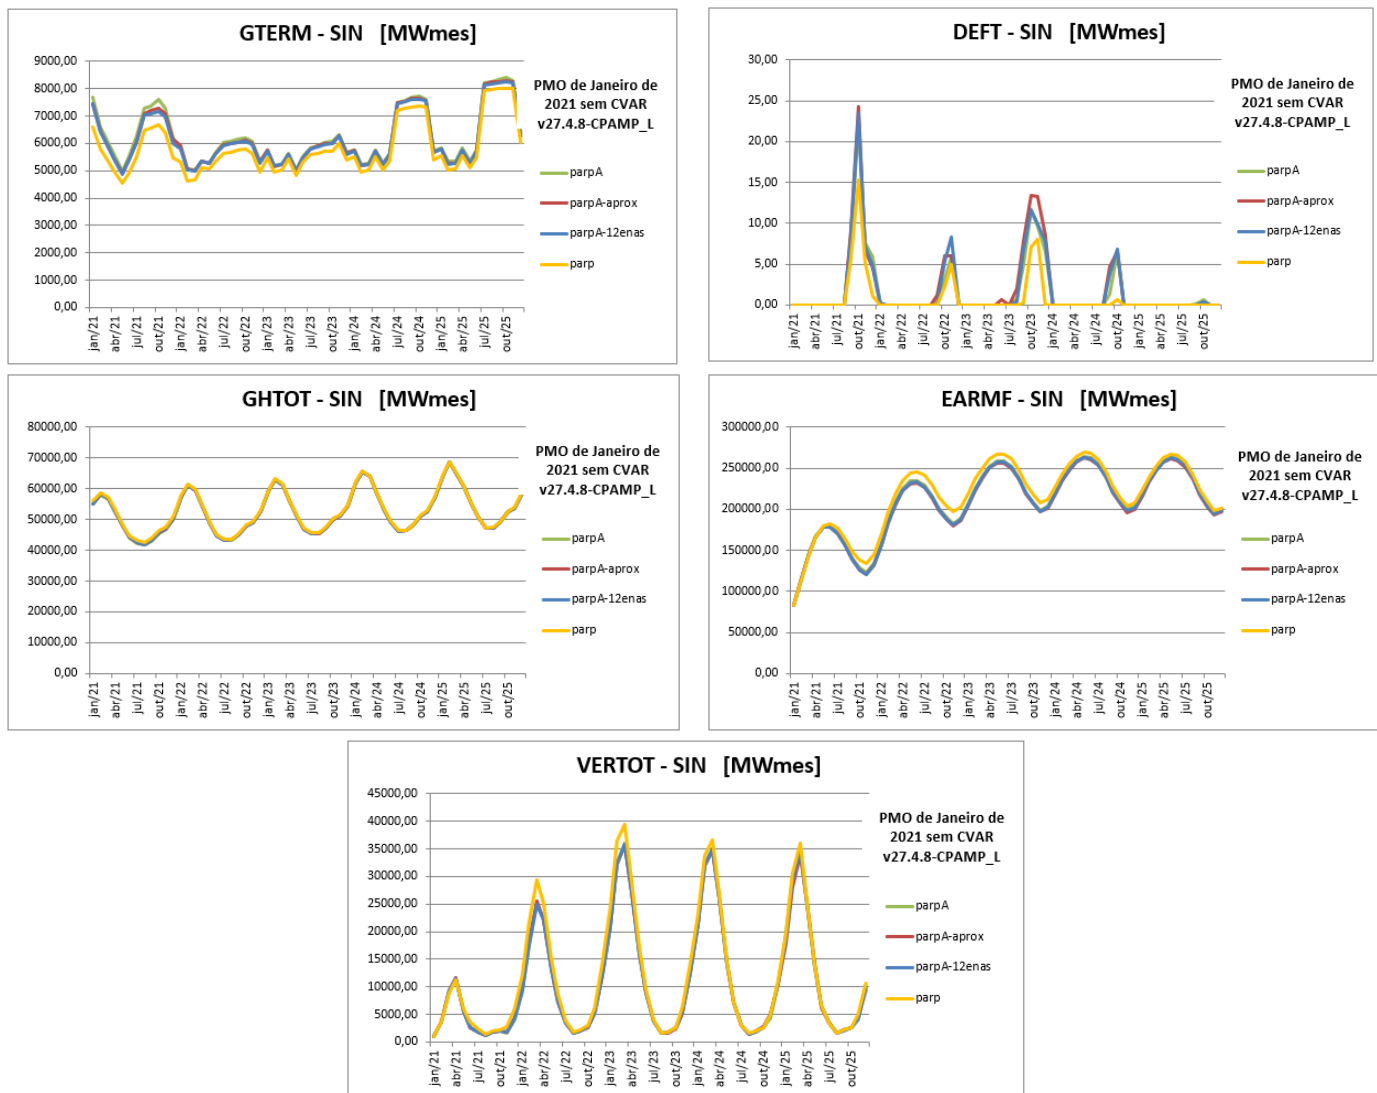 GTERM - SIN [MWmes]
9000,00
8000,00
7000,00
6000,00
5000,00
4000,00
3000,00
2000,00
1000,00
0,00
jan/21
abr/21
jul/21
out/21
jan/22
abr/22
jul/22
out/22
jan/23
abr/23
jul/23
out/23
jan/24
abr/24
jul/24
out/24
jan/25
abr/25
jul/25
out/25
PMO de Janeiro de
2021 sem CVAR
v27.4.8-CPAMP_L
parpA
parpA-aprox
parpA-12enas
parp
DEFT - SIN [MWmes]
30,00
25,00
20,00
15,00
10,00
5,00
0,00
jan/21
abr/21
jul/21
out/21
jan/22
abr/22
jul/22
out/22
jan/23
abr/23
jul/23
out/23
jan/24
abr/24
jul/24
out/24
jan/25
abr/25
jul/25
out/25
PMO de Janeiro de
2021 sem CVAR
v27.4.8-CPAMP_L
parpA
parpA-aprox
parpA-12enas
parp
GHTOT - SIN [MWmes]
80000,00
70000,00
60000,00
50000,00
40000,00
30000,00
20000,00
10000,00
0,00
jan/21
abr/21
jul/21
out/21
jan/22
abr/22
jul/22
out/22
jan/23
abr/23
jul/23
out/23
jan/24
abr/24
jul/24
out/24
jan/25
abr/25
jul/25
out/25
PMO de Janeiro de
2021 sem CVAR
v27.4.8-CPAMP_L
parpA
parpA-aprox
parpA-12enas
parp
EARMF - SIN [MWmes]
300000,00
250000,00
200000,00
150000,00
100000,00
50000,00
0,00
jan/21
abr/21
jul/21
out/21
jan/22
abr/22
jul/22
out/22
jan/23
abr/23
jul/23
out/23
jan/24
abr/24
jul/24
out/24
jan/25
abr/25
jul/25
out/25
PMO de Janeiro de
2021 sem CVAR
v27.4.8-CPAMP_L
parpA
parpA-aprox
parpA-12enas
parp
VERTOT - SIN [MWmes]
45000,00
40000,00
35000,00
30000,00
25000,00
20000,00
15000,00
10000,00
5000,00
0,00
jan/21
abr/21
jul/21
out/21
jan/22
abr/22
jul/22
out/22
jan/23
abr/23
jul/23
out/23
jan/24
abr/24
jul/24
out/24
jan/25
abr/25
jul/25
out/25
PMO de Janeiro de
2021 sem CVAR
v27.4.8-CPAMP_L
parpA
parpA-aprox
parpA-12enas
parp